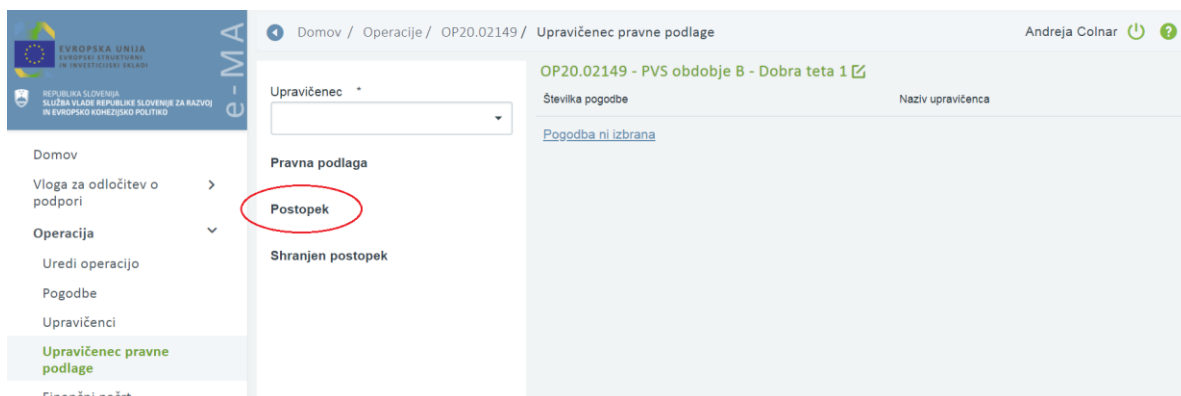 EVROPSKA UNIJA
EVROPSKI STRUKTURNI
IN INVESTICIJSKI SKLADI
REPUBLIKA SLOVENIJA
SLUŽBA VLADE REPUBLIKE SLOVENIJE ZA RAZVOJ
IN EVROPSKO KOHEZIJSKO POLITIKO
e-MA
Domov / Operacije / OP20.02149 / Upravičenec pravne podlage
Andreja Colnar
Domov
Vloga za odločitev o
podpori
Operacija
Uredi operacijo
Pogodbe
Upravičenci
Upravičenec pravne
podlage
Finančni načrt
Upravičenec *
Pravna podlaga
Postopek
Shranjen postopek
OP20.02149 - PVS obdobje B - Dobra teta 1
Številka pogodbe
Naziv upravičenca
Pogodba ni izbrana